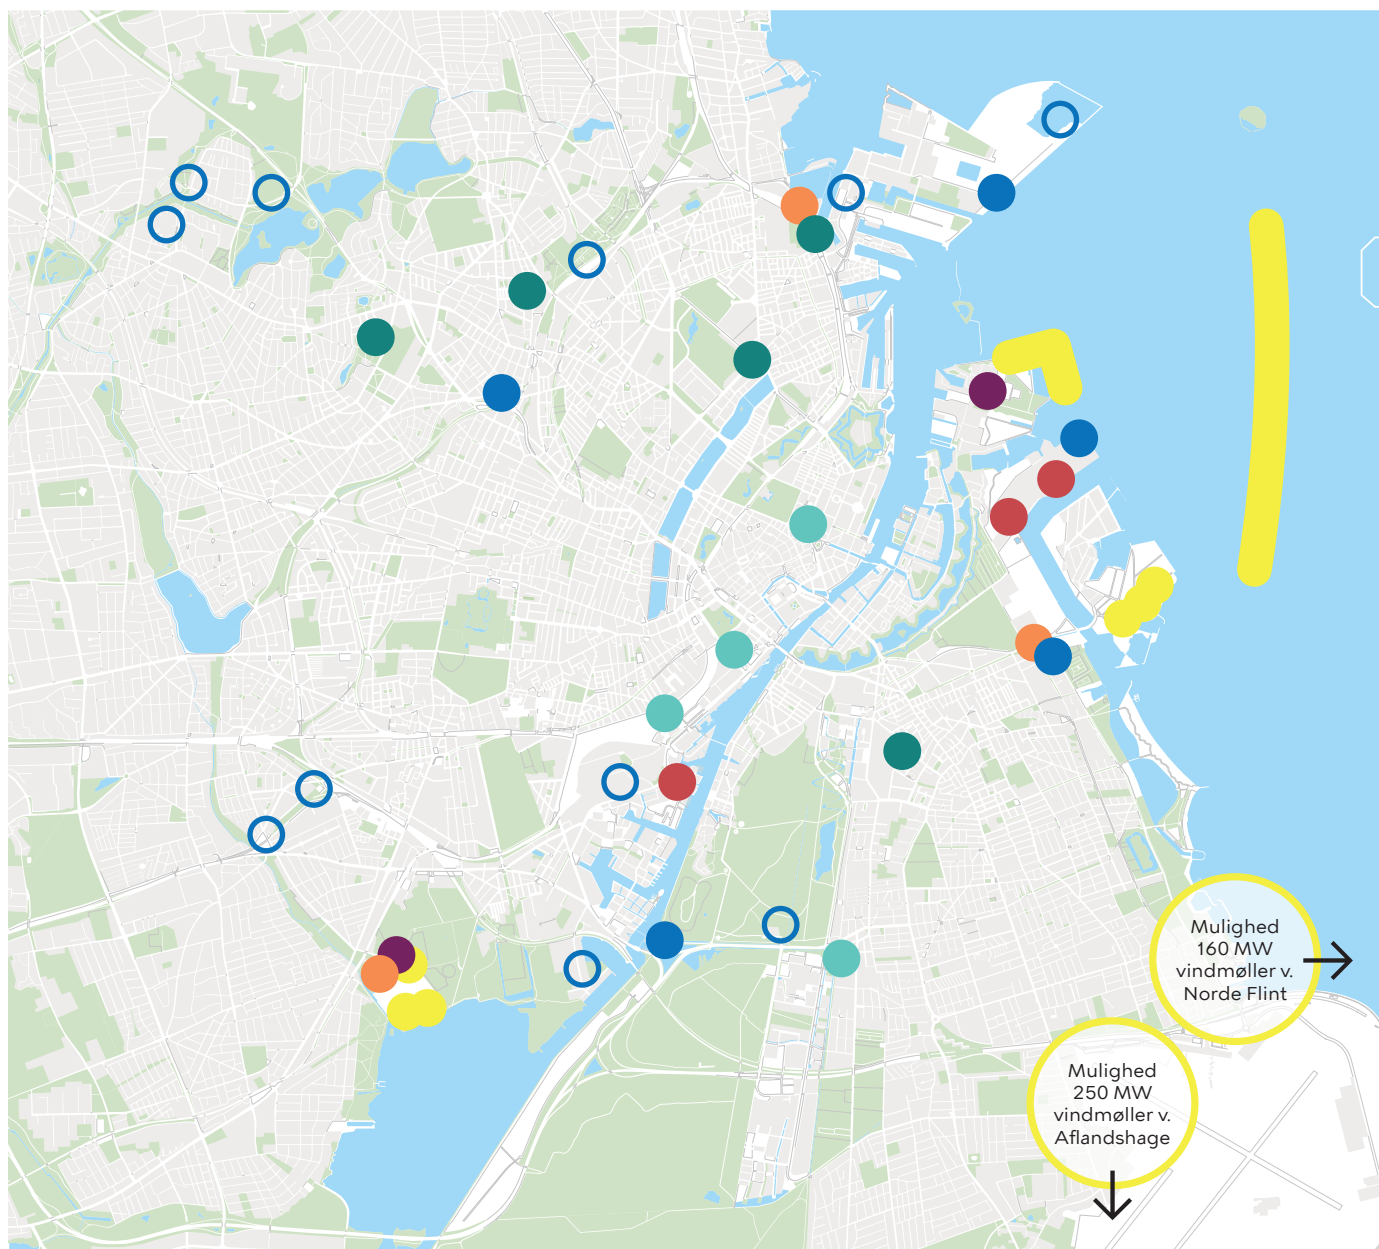 Mulighed
160 MW
vindmøller v.
Norde Flint
Mulighed
250 MW
vindmøller v.
Aflandshage